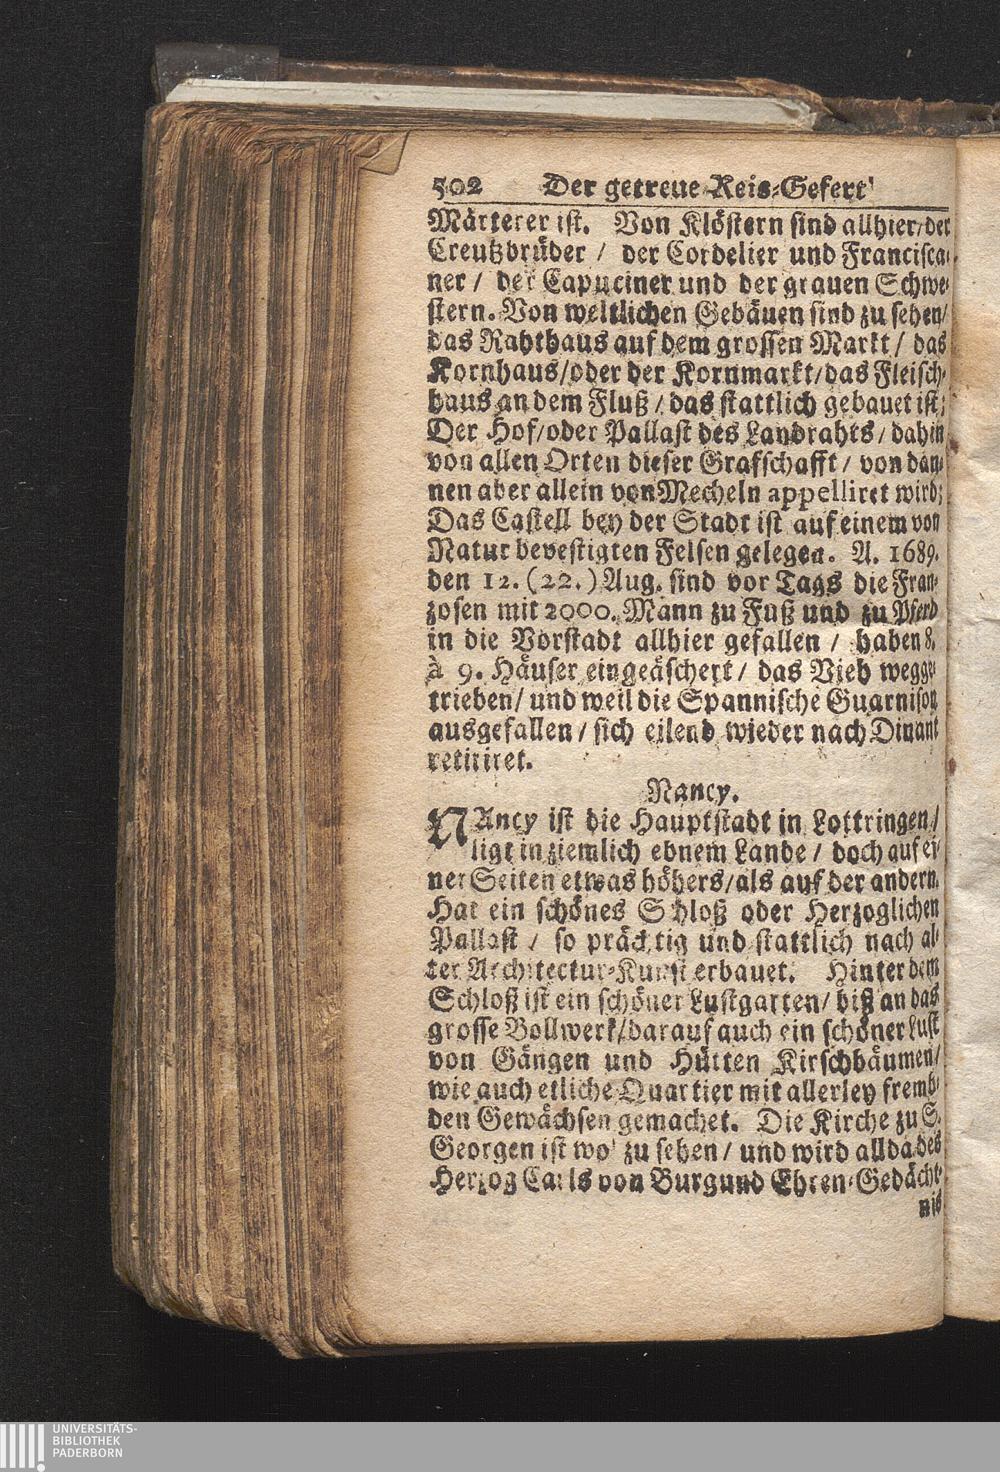 502 Der getreue Reis-Gefert
Märterer ist. Von Klöstern sind allhier/der
Creutzbrüder / der Cordelier und Francisca-
ner / der Capuciner und der grauen Schwe-
stern. Von weltlichen Gebäuen sind zu sehen/
das Rahthaus auf dem grossen Markt / das
Kornhaus/oder der Kornmarkt/das Fleisch-
haus an dem Fluß / das stattlich gebauet ist;
Der Hof/oder Pallast des Landrahts / dahin
von allen Orten dieser Grafschafft / von dan-
nen aber allein von Mecheln appelliret wird;
Das Castell bey der Stadt ist auf einem von
Natur bevestigten Felsen gelegen. A. 1689.
den 12. (22.) Aug. sind vor Tags die Fran-
zosen mit 2000. Mann zu Fuß und zu Pferd
in die Vorstadt allhier gefallen / haben 8.
à 9. Häuser eingeäschert / das Vieh wegge-
trieben/ und weil die Spannische Guarnison
ausgefallen / sich eilend wieder nach Dinant
retiriret.
Nancy.
NAncy ist die Hauptstadt in Lottringen/
ligt in ziemlich ebnem Lande / doch auf ei-
ner Seiten etwas höhers/als auf der andern.
Hat ein schönes Schloß oder Herzoglichen
Pallast / so prächtig und stattlich nach al-
ter Architectur-Kunst erbauet. Hinter dem
Schloß ist ein schöner Lustgarten/ biß an das
grosse Bollwerk/darauf auch ein schöner Lust
von Gängen und Hütten Kirschbäumen/
wie auch etliche Quartier mit allerley fremb-
den Gewächsen gemachet. Die Kirche zu S.
Georgen ist wol zu sehen / und wird allda des
Herzog Carls von Burgund Ehren-Gedächt-
nis
UNIVERSITÄTS-
BIBLIOTHEK
PADERBORN